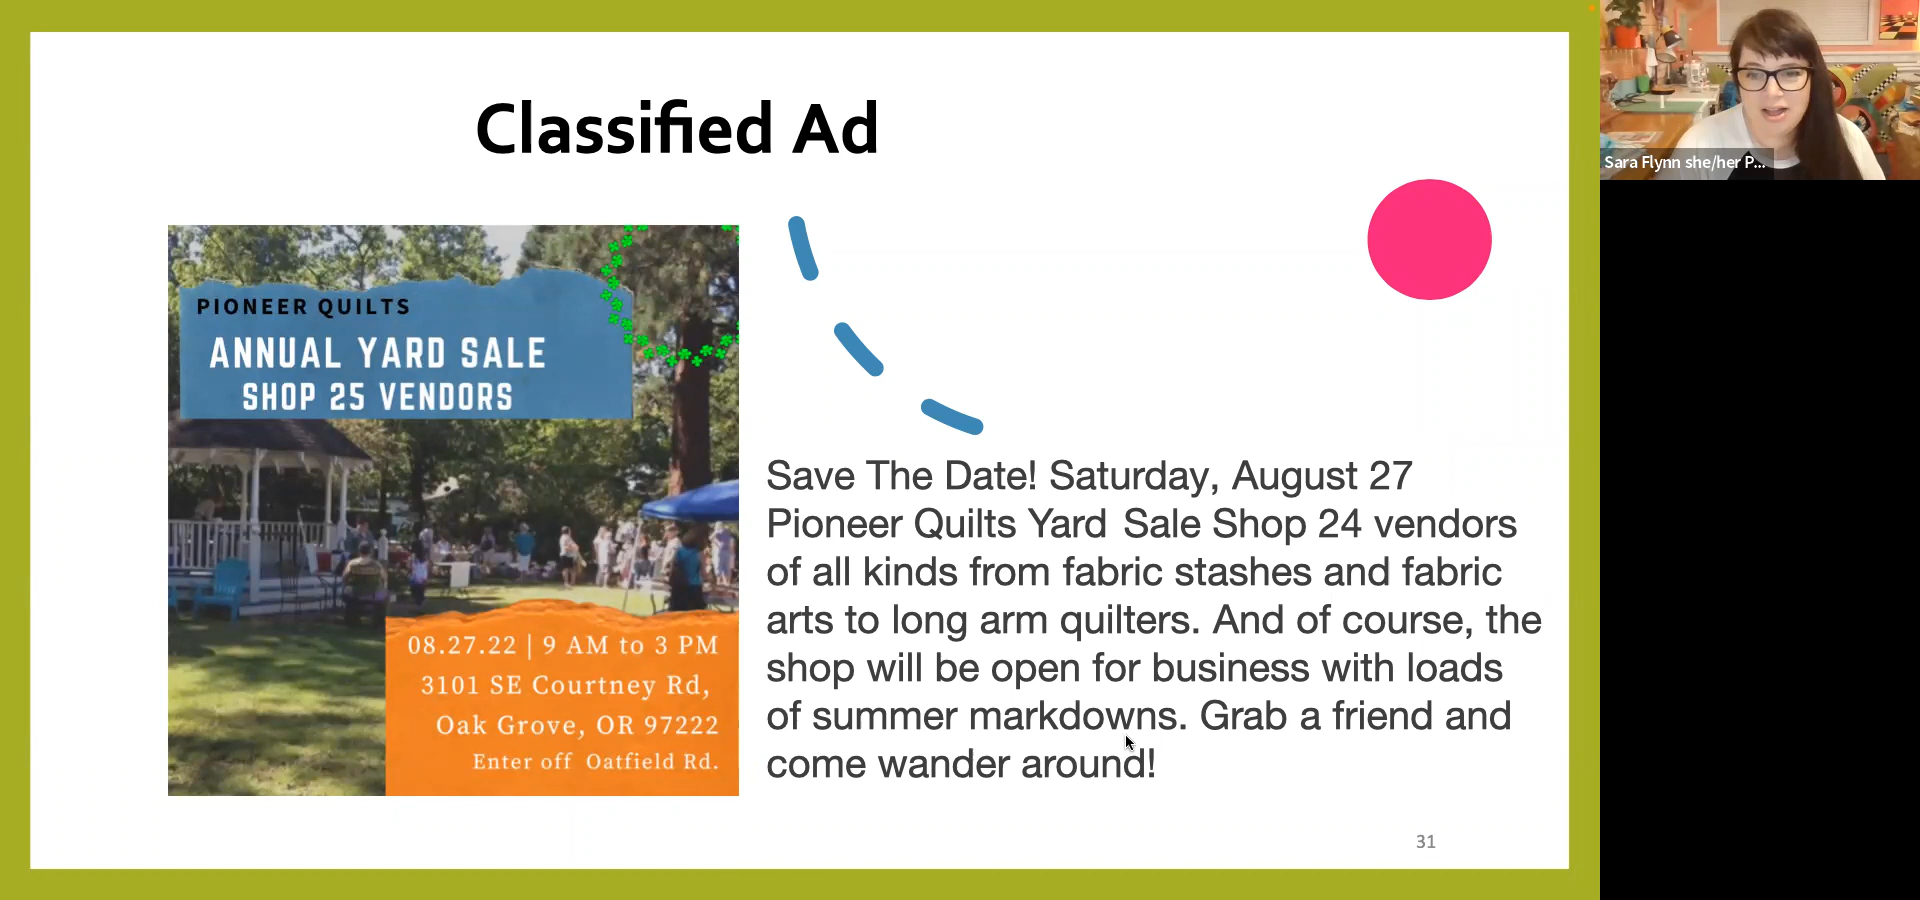 Classified Ad
PIONEER QUILTS
ANNUAL YARD SALE
SHOP 25 VENDORS
08.27.22 | 9 AM to 3 PM
3101 SE Courtney Rd,
Oak Grove, OR 97222
Enter off Oatfield Rd.
Save The Date! Saturday, August 27
Pioneer Quilts Yard Sale Shop 24 vendors
of all kinds from fabric stashes and fabric
arts to long arm quilters. And of course, the
shop will be open for business with loads
of summer markdowns. Grab a friend and
come wander around!
31
Sara Flynn she/her P...